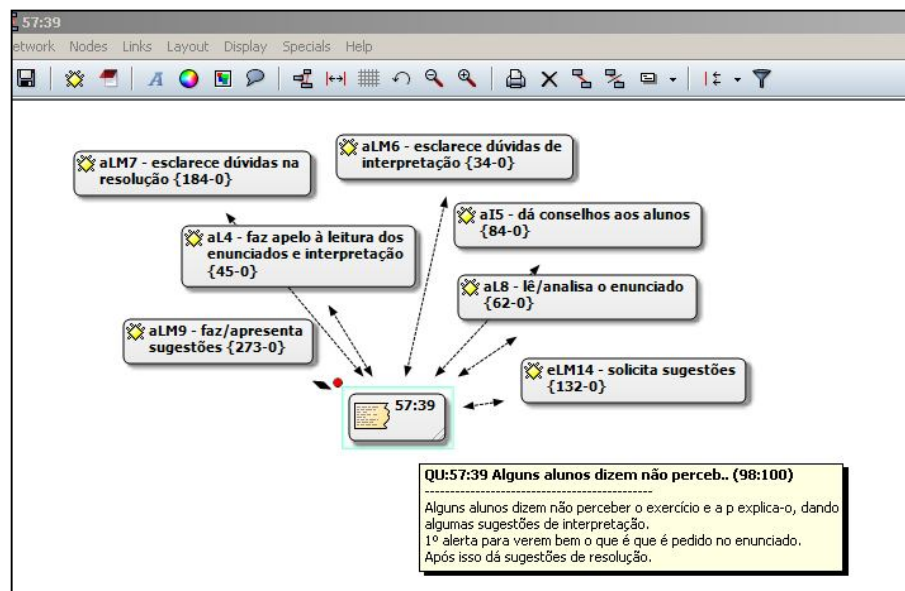 57:39
etwork Nodes Links Layout Display Specials Help
aLM7 - esclarece dúvidas na
resolução {184-0}
aLM6 - esclarece dúvidas de
interpretação {34-0}
aI5 - dá conselhos aos alunos
{84-0}
aL4 - faz apelo à leitura dos
enunciados e interpretação
{45-0}
aL8 - lê/analisa o enunciado
{62-0}
aLM9 - faz/apresenta
sugestões {273-0}
eLM14 - solicita sugestões
{132-0}
57:39
QU:57:39 Alguns alunos dizem não perceb.. (98:100)
--------------------------------------------
Alguns alunos dizem não perceber o exercício e a p explica-o, dando
algumas sugestões de interpretação.
1º alerta para verem bem o que é que é pedido no enunciado.
Após isso dá sugestões de resolução.